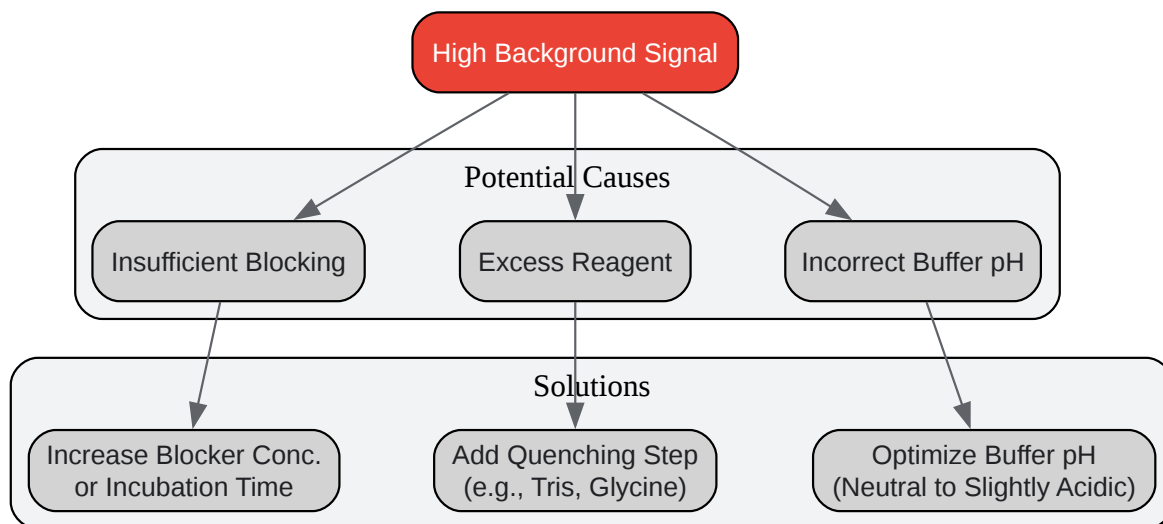 High Background Signal
Potential Causes
Insufficient Blocking
Excess Reagent
Incorrect Buffer pH
Solutions
Increase Blocker Conc.
or Incubation Time
Add Quenching Step
(e.g., Tris, Glycine)
Optimize Buffer pH
(Neutral to Slightly Acidic)